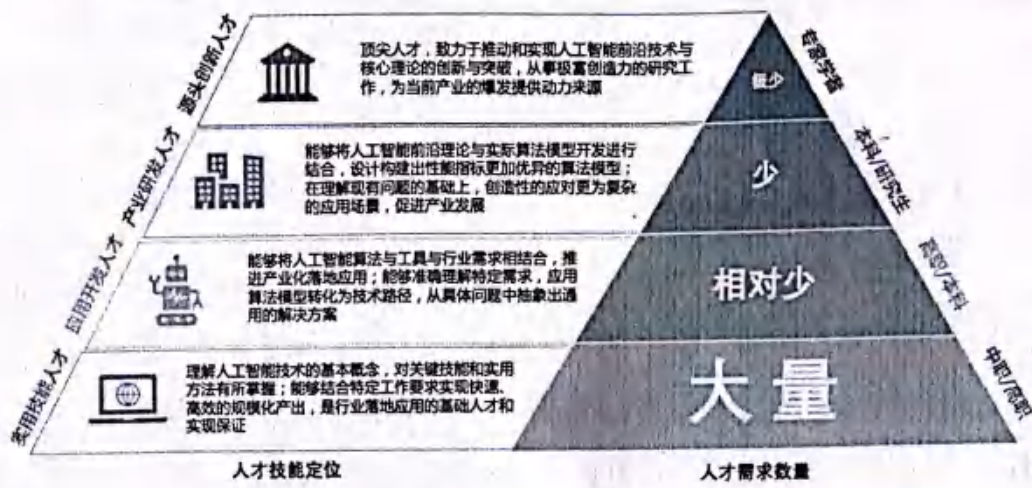 源头创新人才
顶尖人才，致力于推动和实现人工智能前沿技术与
核心理论的创新与突破，从事极富创造力的研究工
作，为当前产业的爆发提供动力来源
极少
专家学者
产业研发人才
能够将人工智能前沿理论与实际算法模型开发进行
结合，设计构建出性能指标更加优异的算法模型；
在理解现有问题的基础上，创造性的应对更为复杂
的应用场景，促进产业发展
少
本科/研究生
应用开发人才
能够将人工智能算法与工具与行业需求相结合，推
进产业化落地应用；能够准确理解特定需求，应用
算法模型转化为技术路径，从具体问题中抽象出通
用的解决方案
相对少
高职/本科
实用技能人才
理解人工智能技术的基本概念，对关键技能和实用
方法有所掌握；能够结合特定工作要求实现快速、
高效的规模化产出，是行业落地应用的基础人才和
实现保证
大量
中职/高职
人才技能定位
人才需求数量